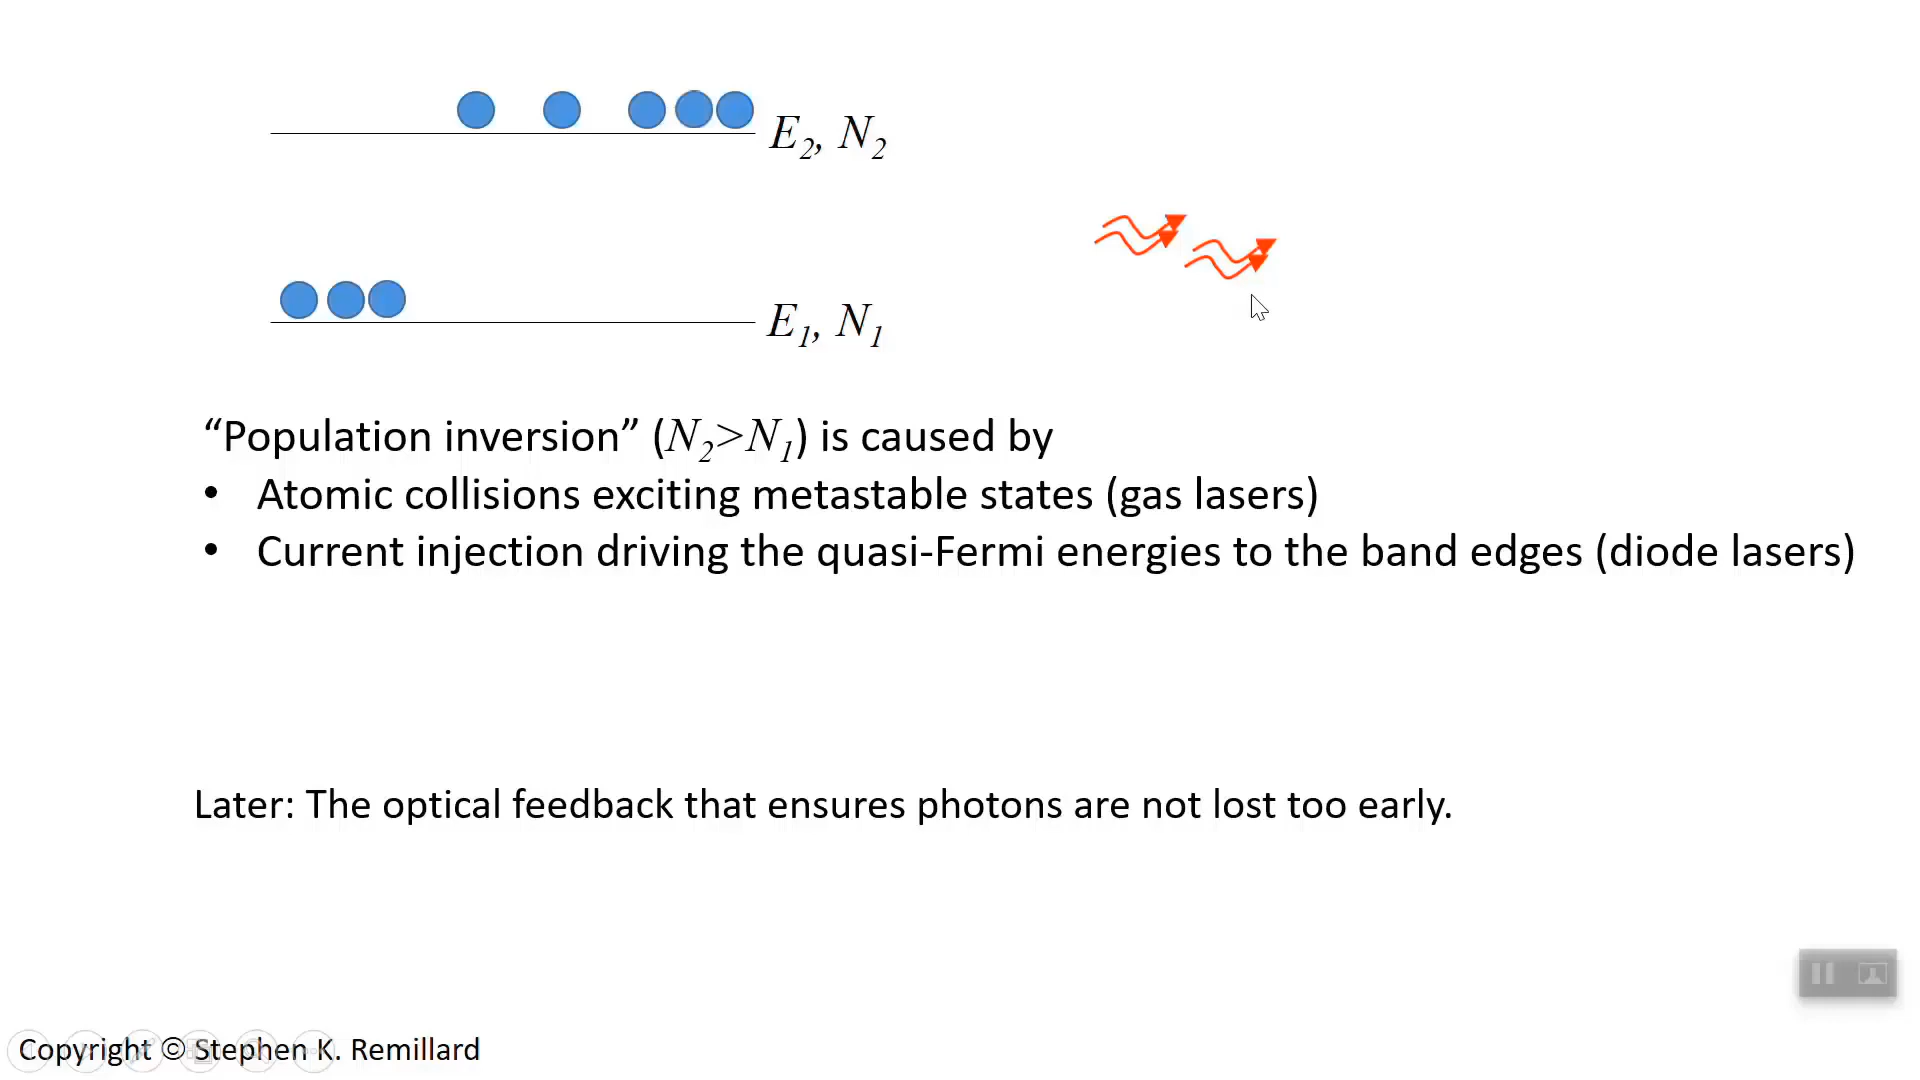 E₂, N₂
E₁, N₁
“Population inversion” (N₂>N₁) is caused by
• Atomic collisions exciting metastable states (gas lasers)
• Current injection driving the quasi-Fermi energies to the band edges (diode lasers)
Later: The optical feedback that ensures photons are not lost too early.
Copyright © Stephen K. Remillard